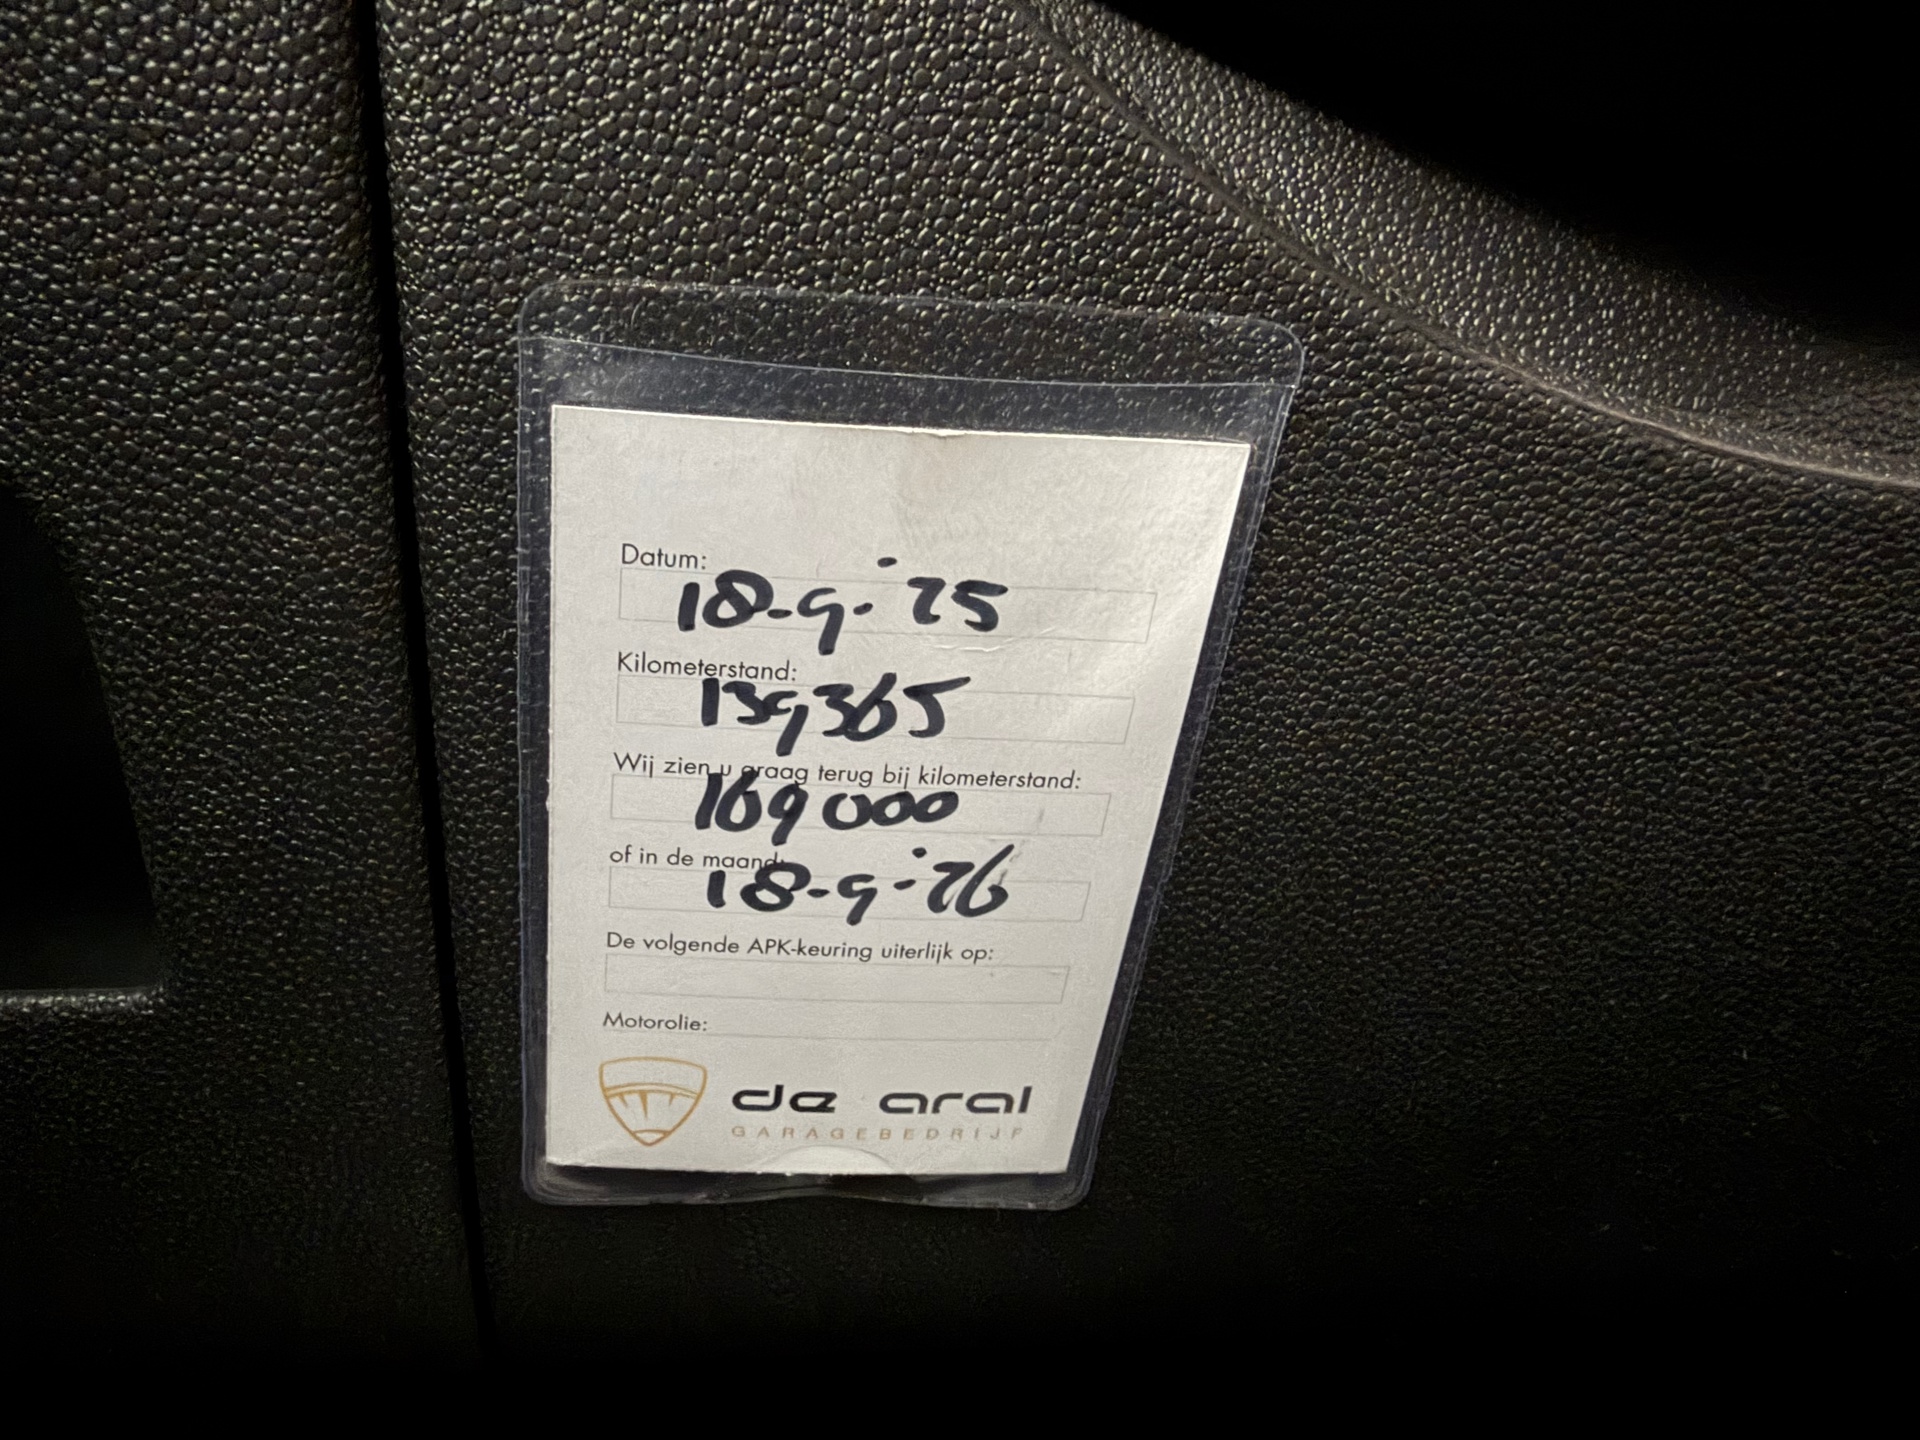 Datum:
18-9-'25
Kilometerstand:
139365
Wij zien u graag terug bij kilometerstand:
169000
of in de maand:
18-9-'26
De volgende APK-keuring uiterlijk op:
Motorolie:
de aral
GARAGEBEDRIJF